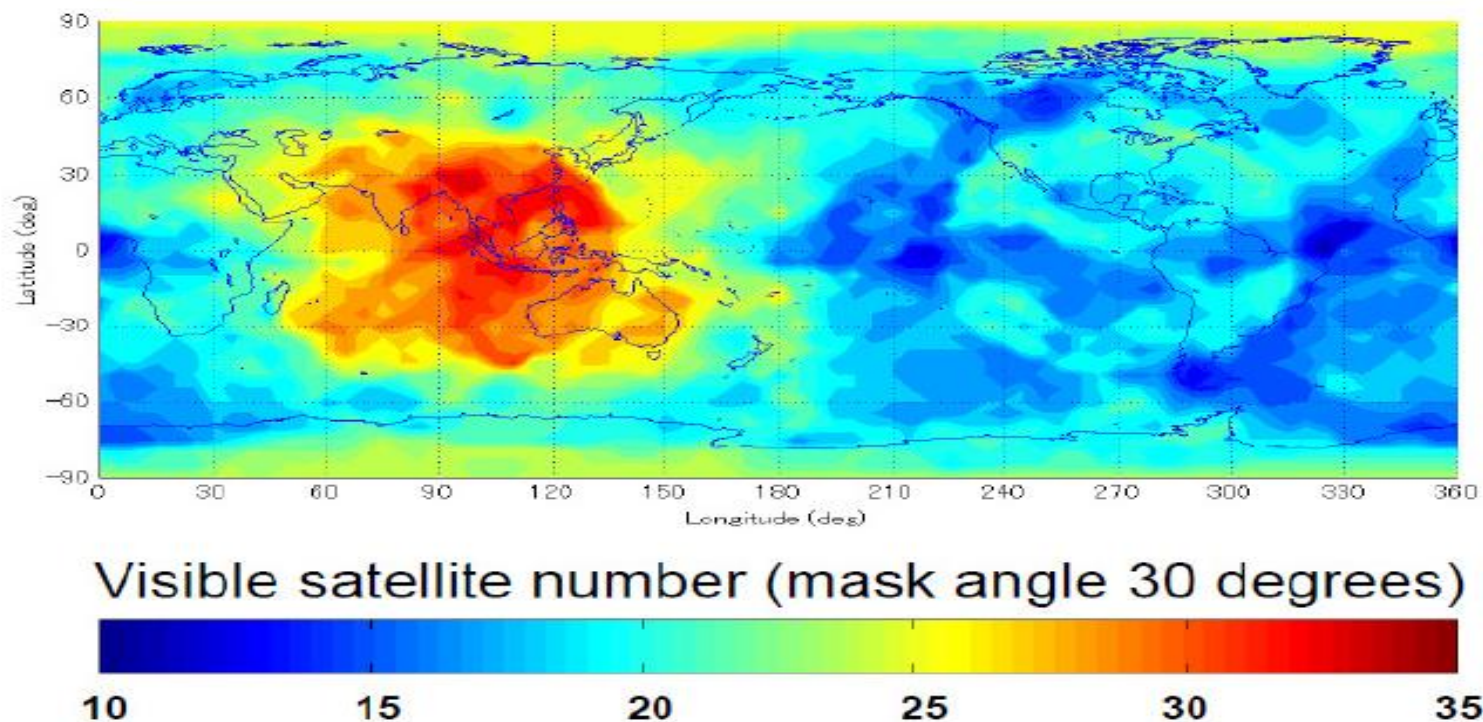 90
60
30
0
-30
-60
-90
Latitude (deg)
0 30 60 90 120 150 180 210 240 270 300 330 360
Longitude (deg)
Visible satellite number (mask angle 30 degrees)
10 15 20 25 30 35